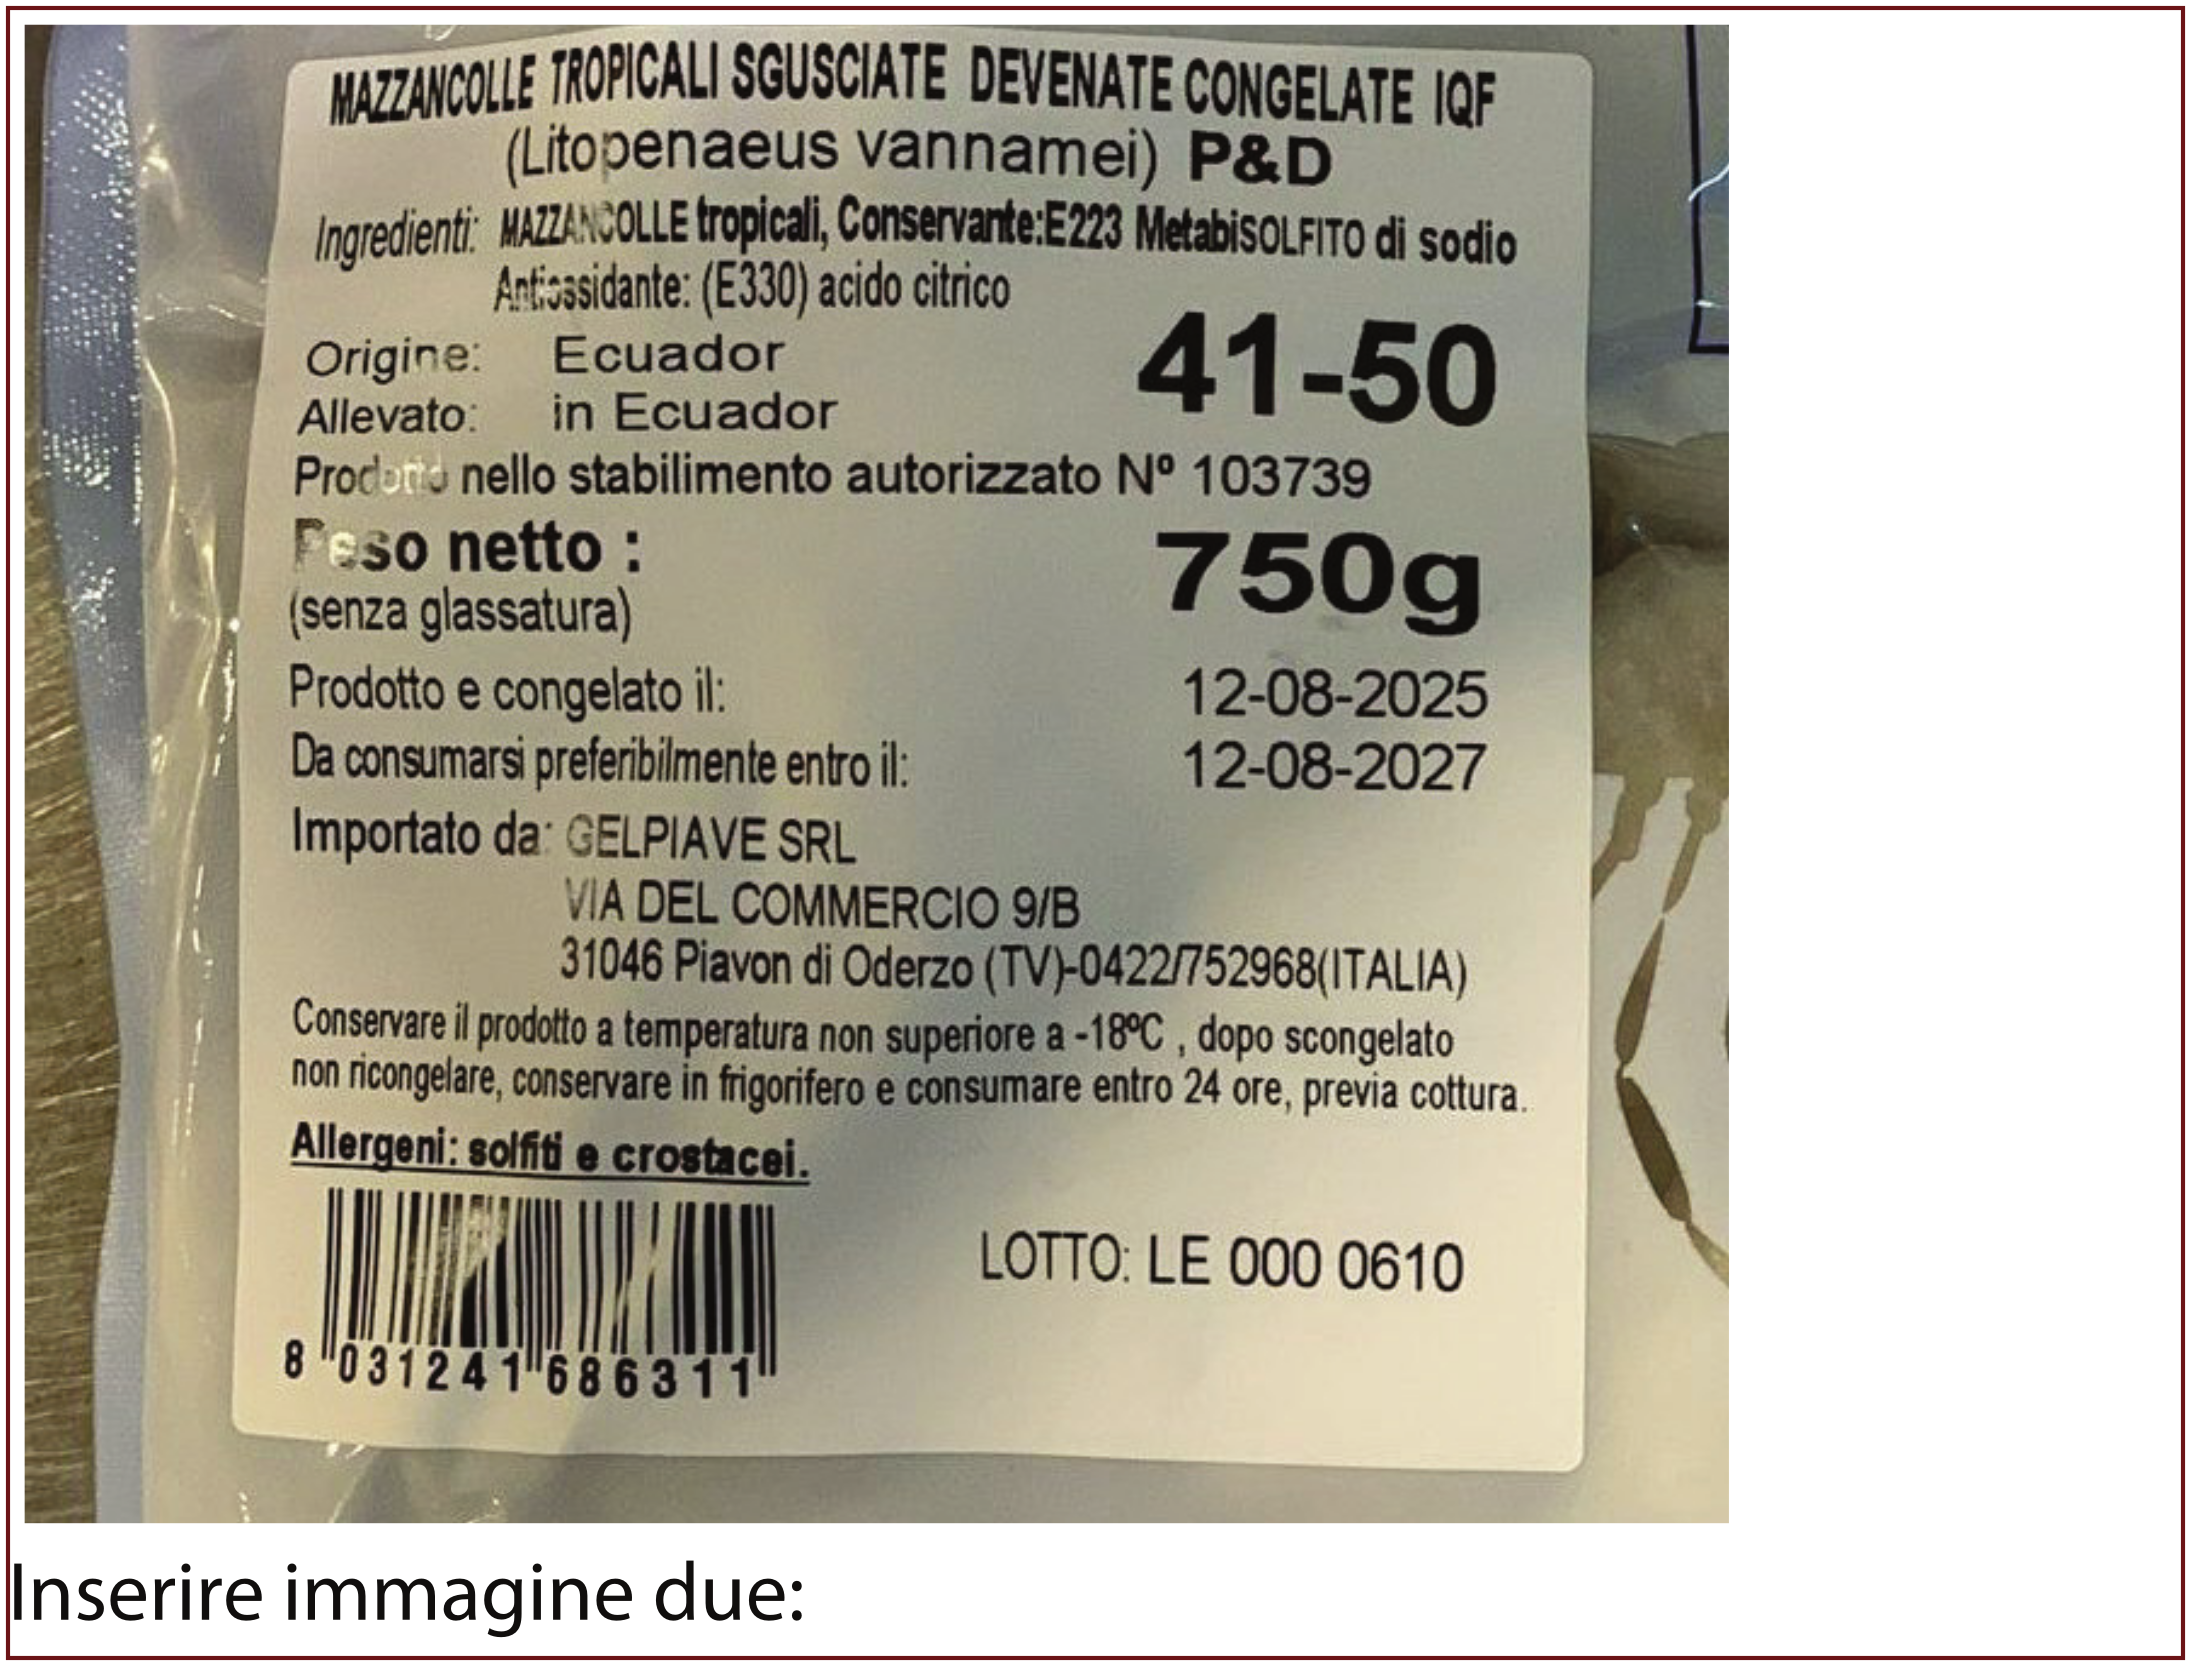 MAZZANCOLLE TROPICALI SGUSCIATE DEVENATE CONGELATE IQF
(Litopenaeus vannamei) P&D
Ingredienti: MAZZANCOLLE tropicali, Conservante:E223 MetabiSOLFITO di sodio
Antiossidante: (E330) acido citrico
41-50
Origine: Ecuador
Allevato: in Ecuador
Prodotto nello stabilimento autorizzato Nº 103739
Peso netto : 750g
(senza glassatura)
Prodotto e congelato il: 12-08-2025
Da consumarsi preferibilmente entro il: 12-08-2027
Importato da: GELPIAVE SRL
VIA DEL COMMERCIO 9/B
31046 Piavon di Oderzo (TV)-0422/752968(ITALIA)
Conservare il prodotto a temperatura non superiore a -18ºC , dopo scongelato
non ricongelare, conservare in frigorifero e consumare entro 24 ore, previa cottura.
Allergeni: solfiti e crostacei.
LOTTO: LE 000 0610
8 031241 686311
Inserire immagine due: